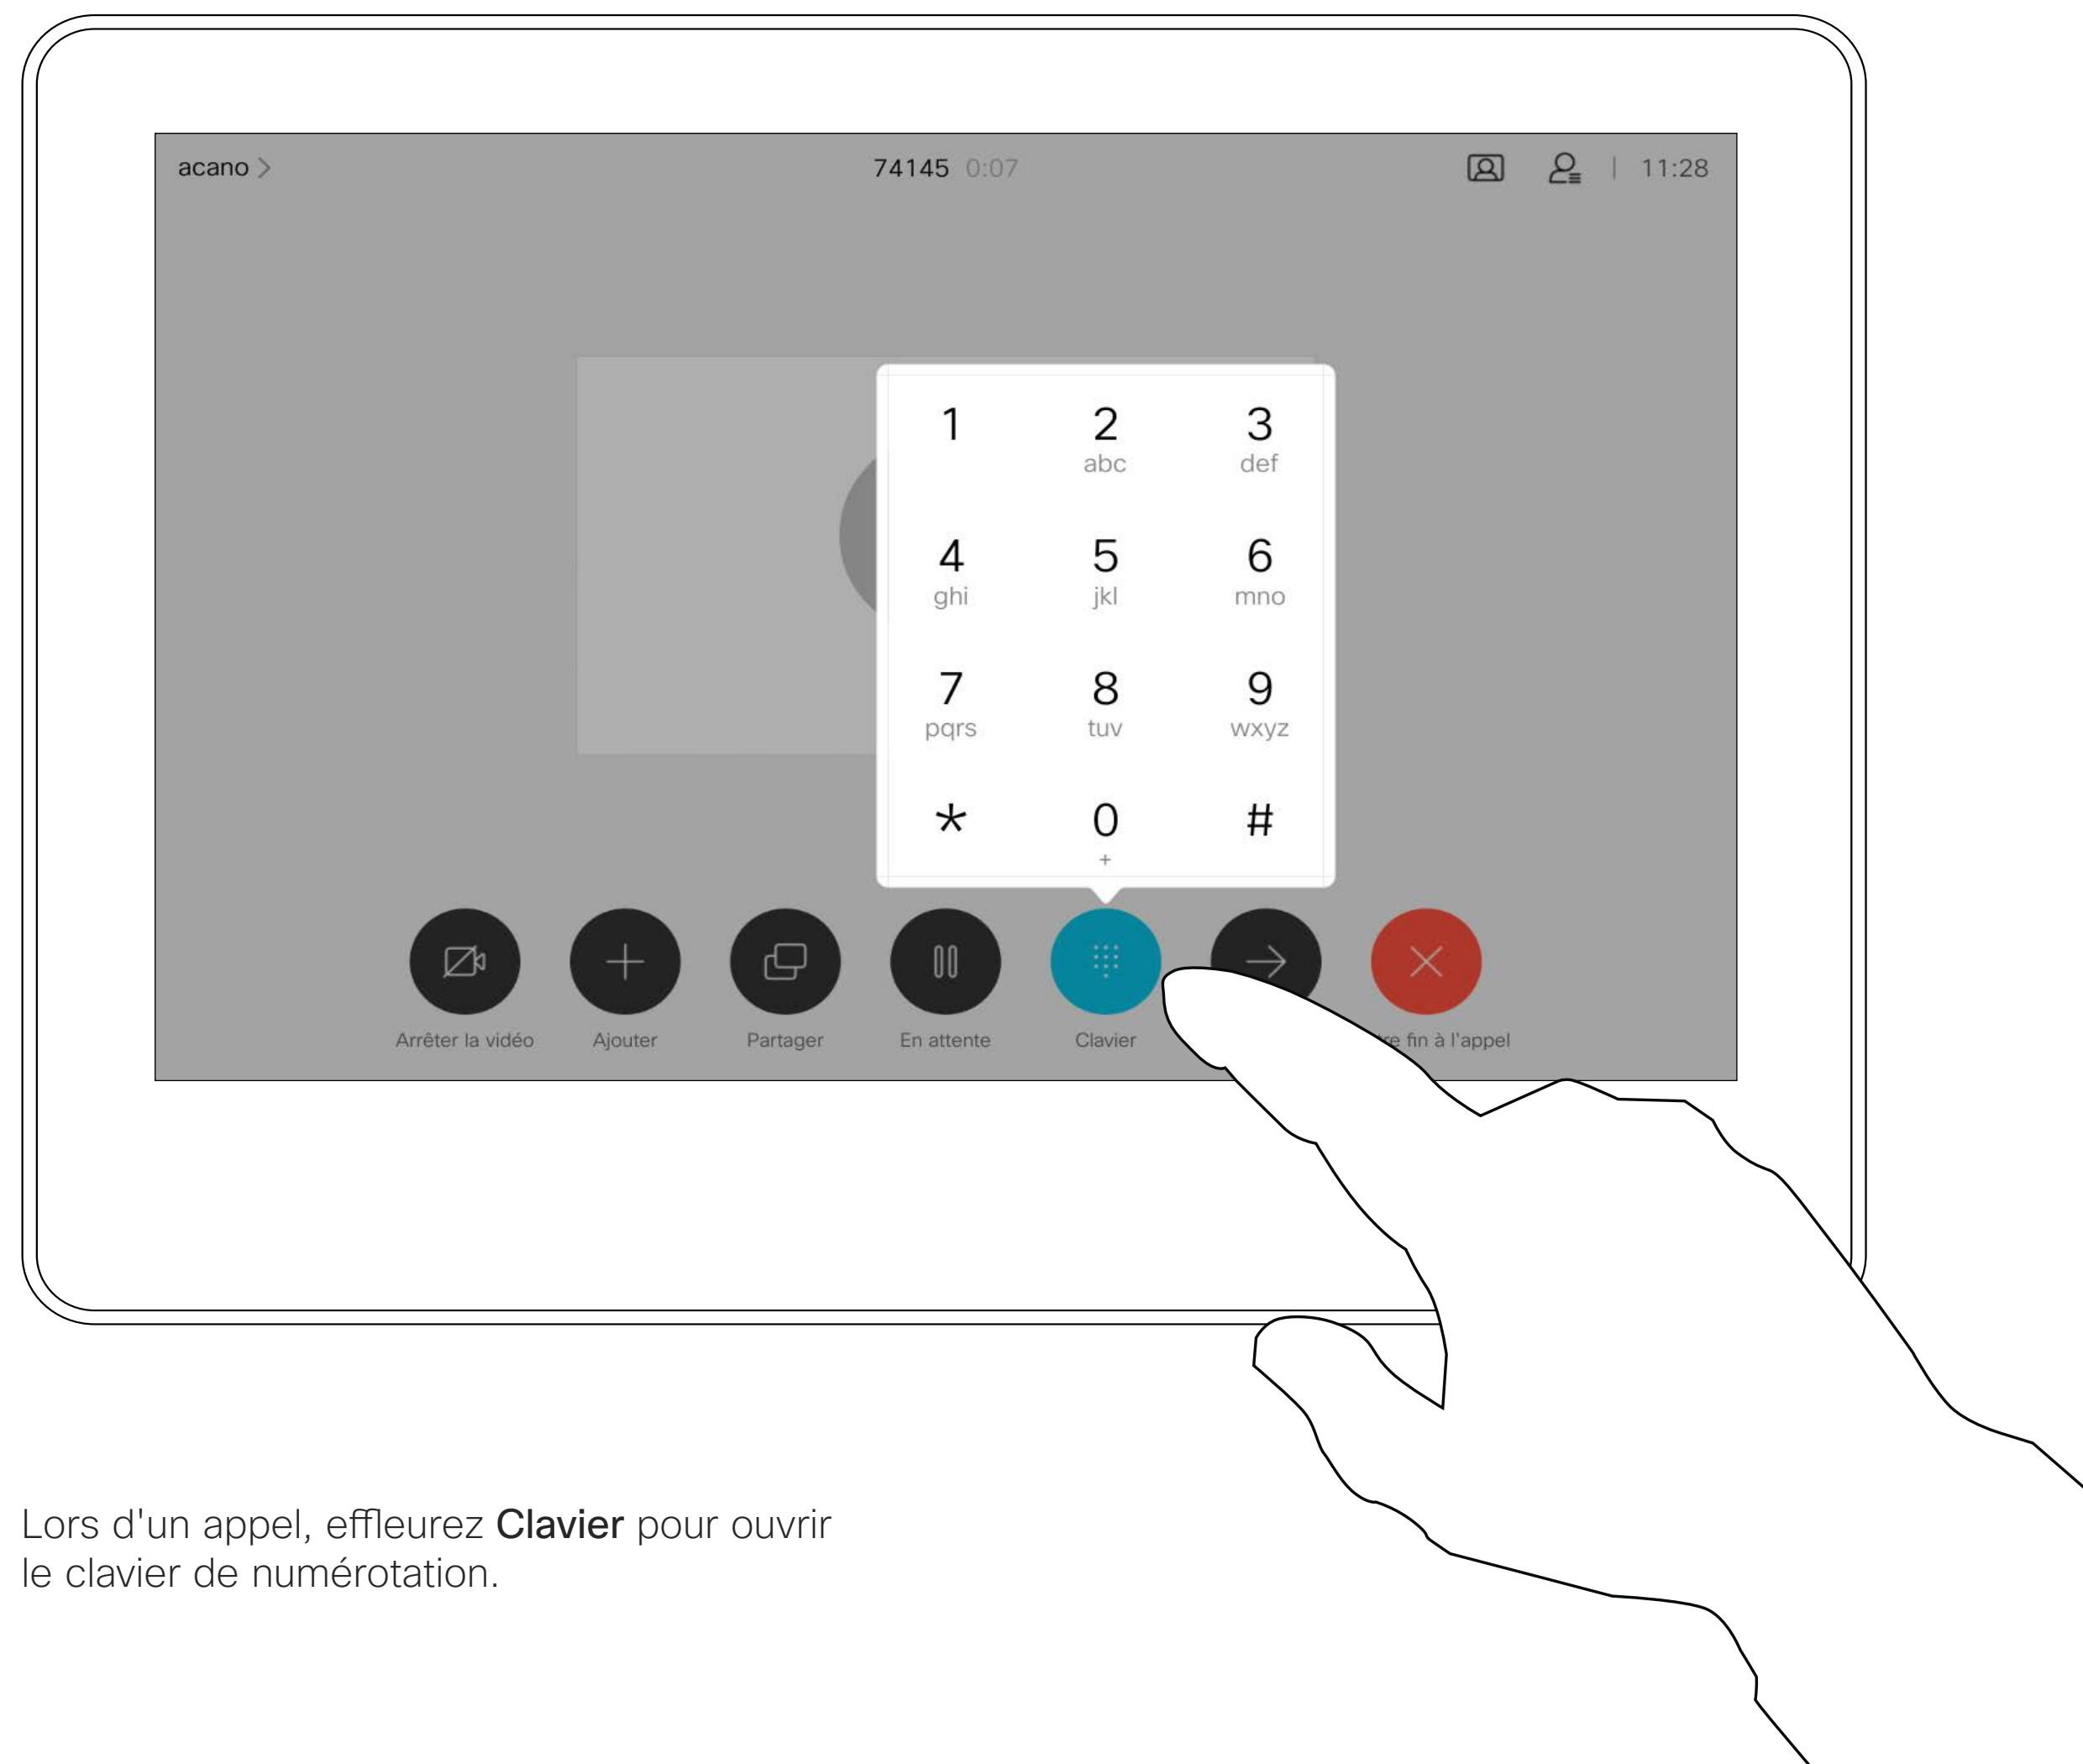 acano
74145 0:07
11:28
1 2 3
abc def
4 5 6
ghi jkl mno
7 8 9
pqrs tuv wxyz
* 0 #
+
Arrêter la vidéo Ajouter Partager En attente Clavier fin à l'appel
Lors d'un appel, effleurez Clavier pour ouvrir
le clavier de numérotation.